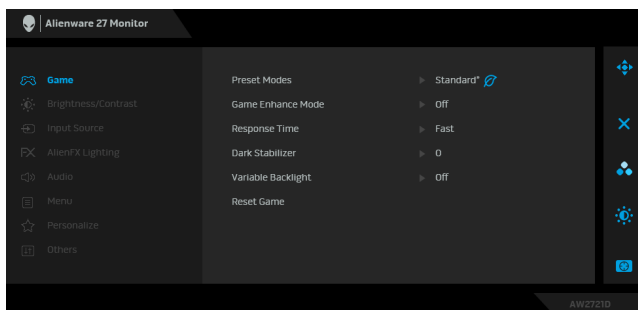 Alienware 27 Monitor
Game
Brightness/Contrast
Input Source
AlienFX Lighting
Audio
Menu
Personalize
Others
Preset Modes Standard*
Game Enhance Mode Off
Response Time Fast
Dark Stabilizer 0
Variable Backlight Off
Reset Game
AW2721D